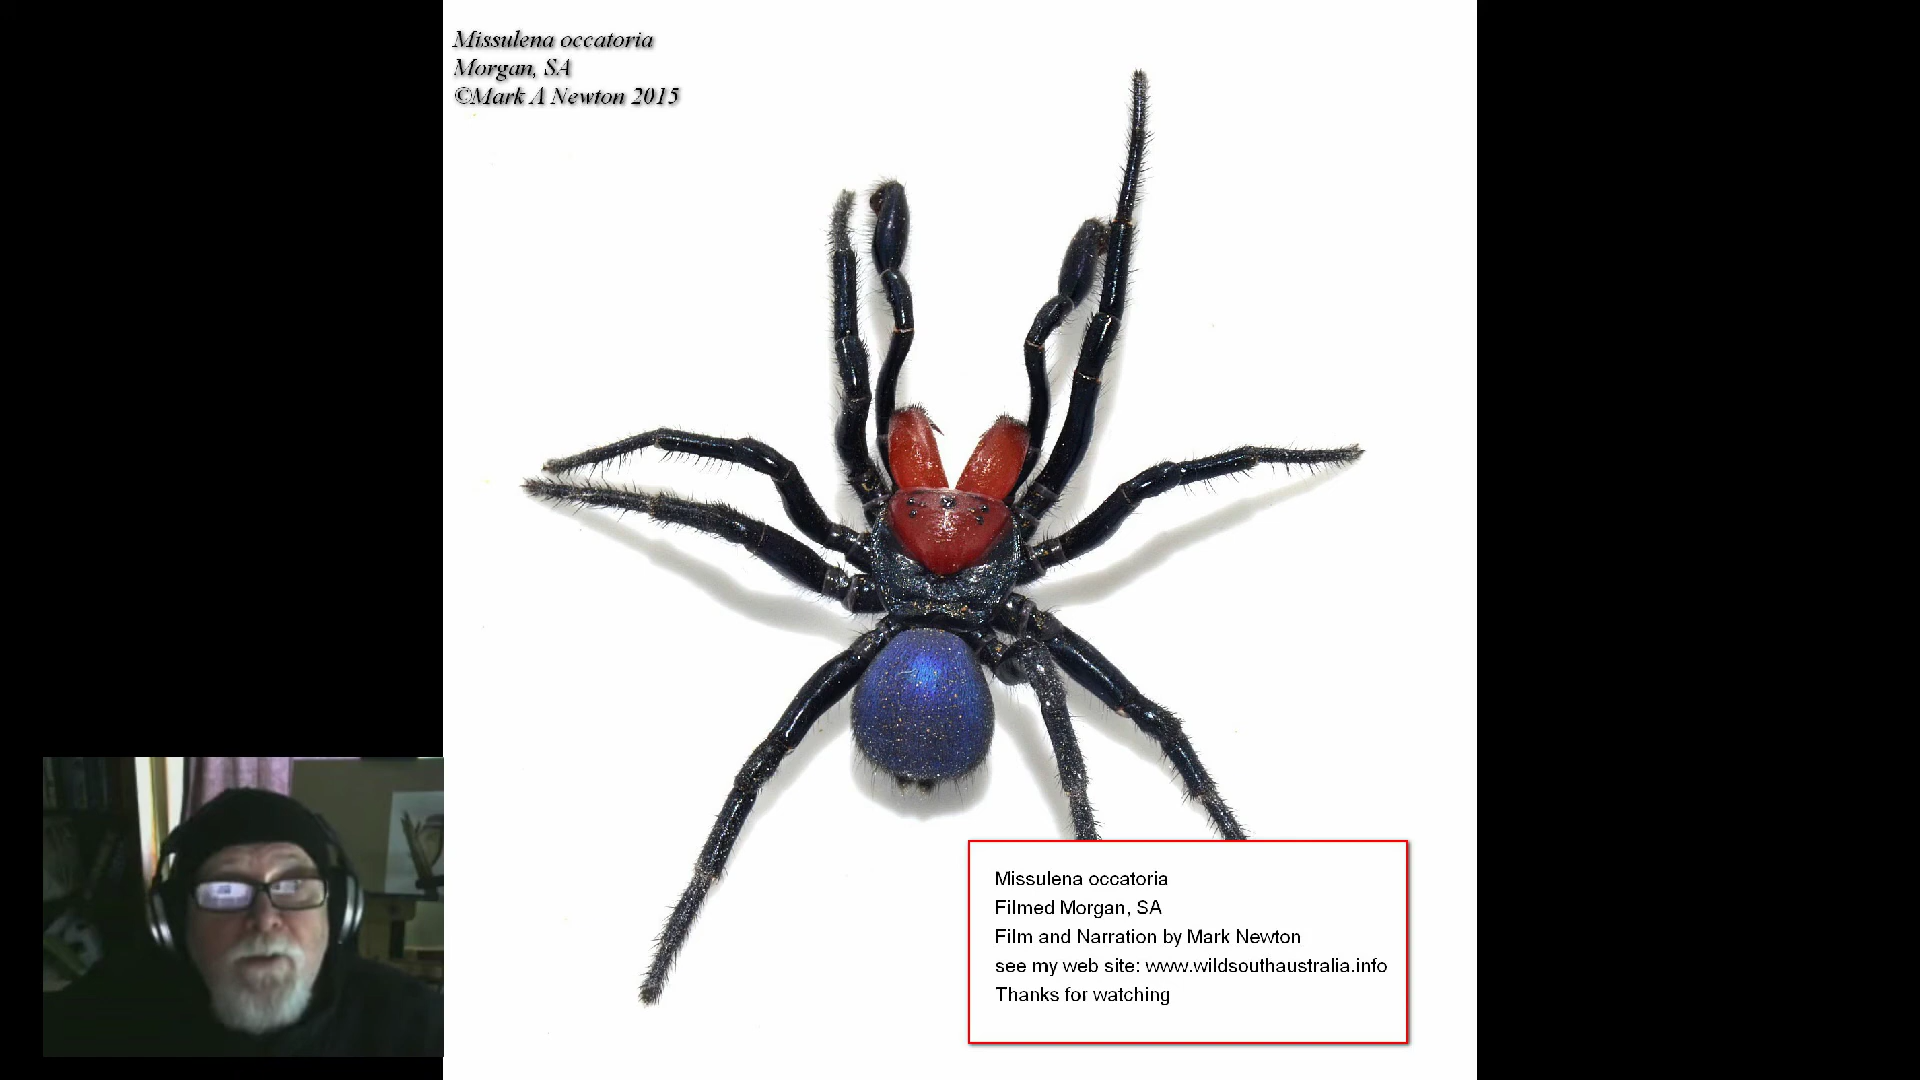 Missulena occatoria
Morgan, SA
©Mark A Newton 2015
Missulena occatoria
Filmed Morgan, SA
Film and Narration by Mark Newton
see my web site: www.wildsouthaustralia.info
Thanks for watching